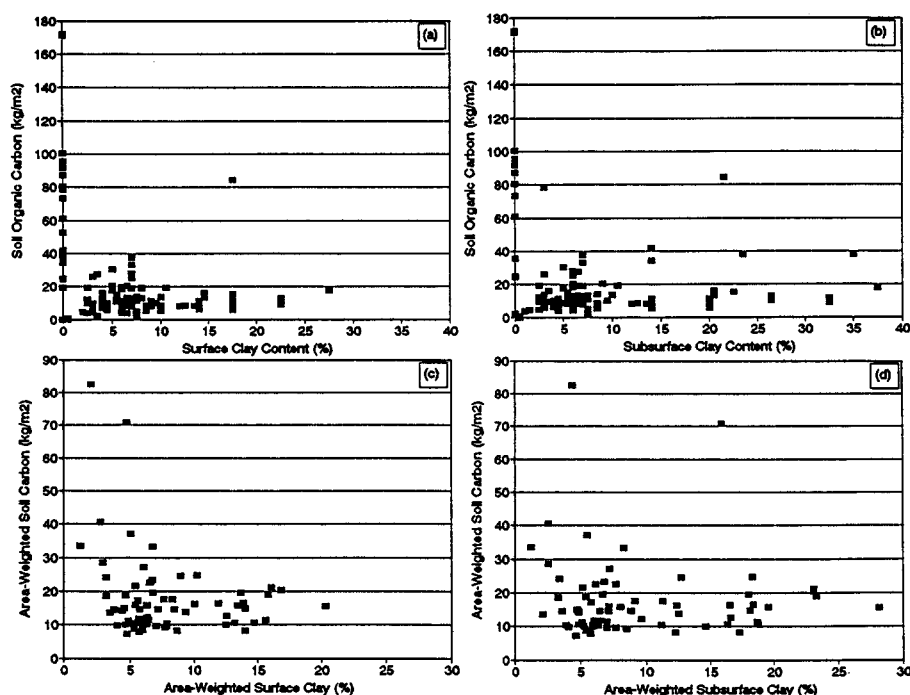 (a)
180
160
140
120
100
80
60
40
20
0
Soil Organic Carbon (kg/m2)
0 5 10 15 20 25 30 35 40
Surface Clay Content (%)
(b)
180
160
140
120
100
80
60
40
20
0
Soil Organic Carbon (kg/m2)
0 5 10 15 20 25 30 35 40
Subsurface Clay Content (%)
(c)
90
80
70
60
50
40
30
20
10
0
Area-Weighted Soil Carbon (kg/m2)
0 5 10 15 20 25 30
Area-Weighted Surface Clay (%)
(d)
90
80
70
60
50
40
30
20
10
0
Area-Weighted Soil Carbon (kg/m2)
0 5 10 15 20 25 30
Area-Weighted Subsurface Clay (%)